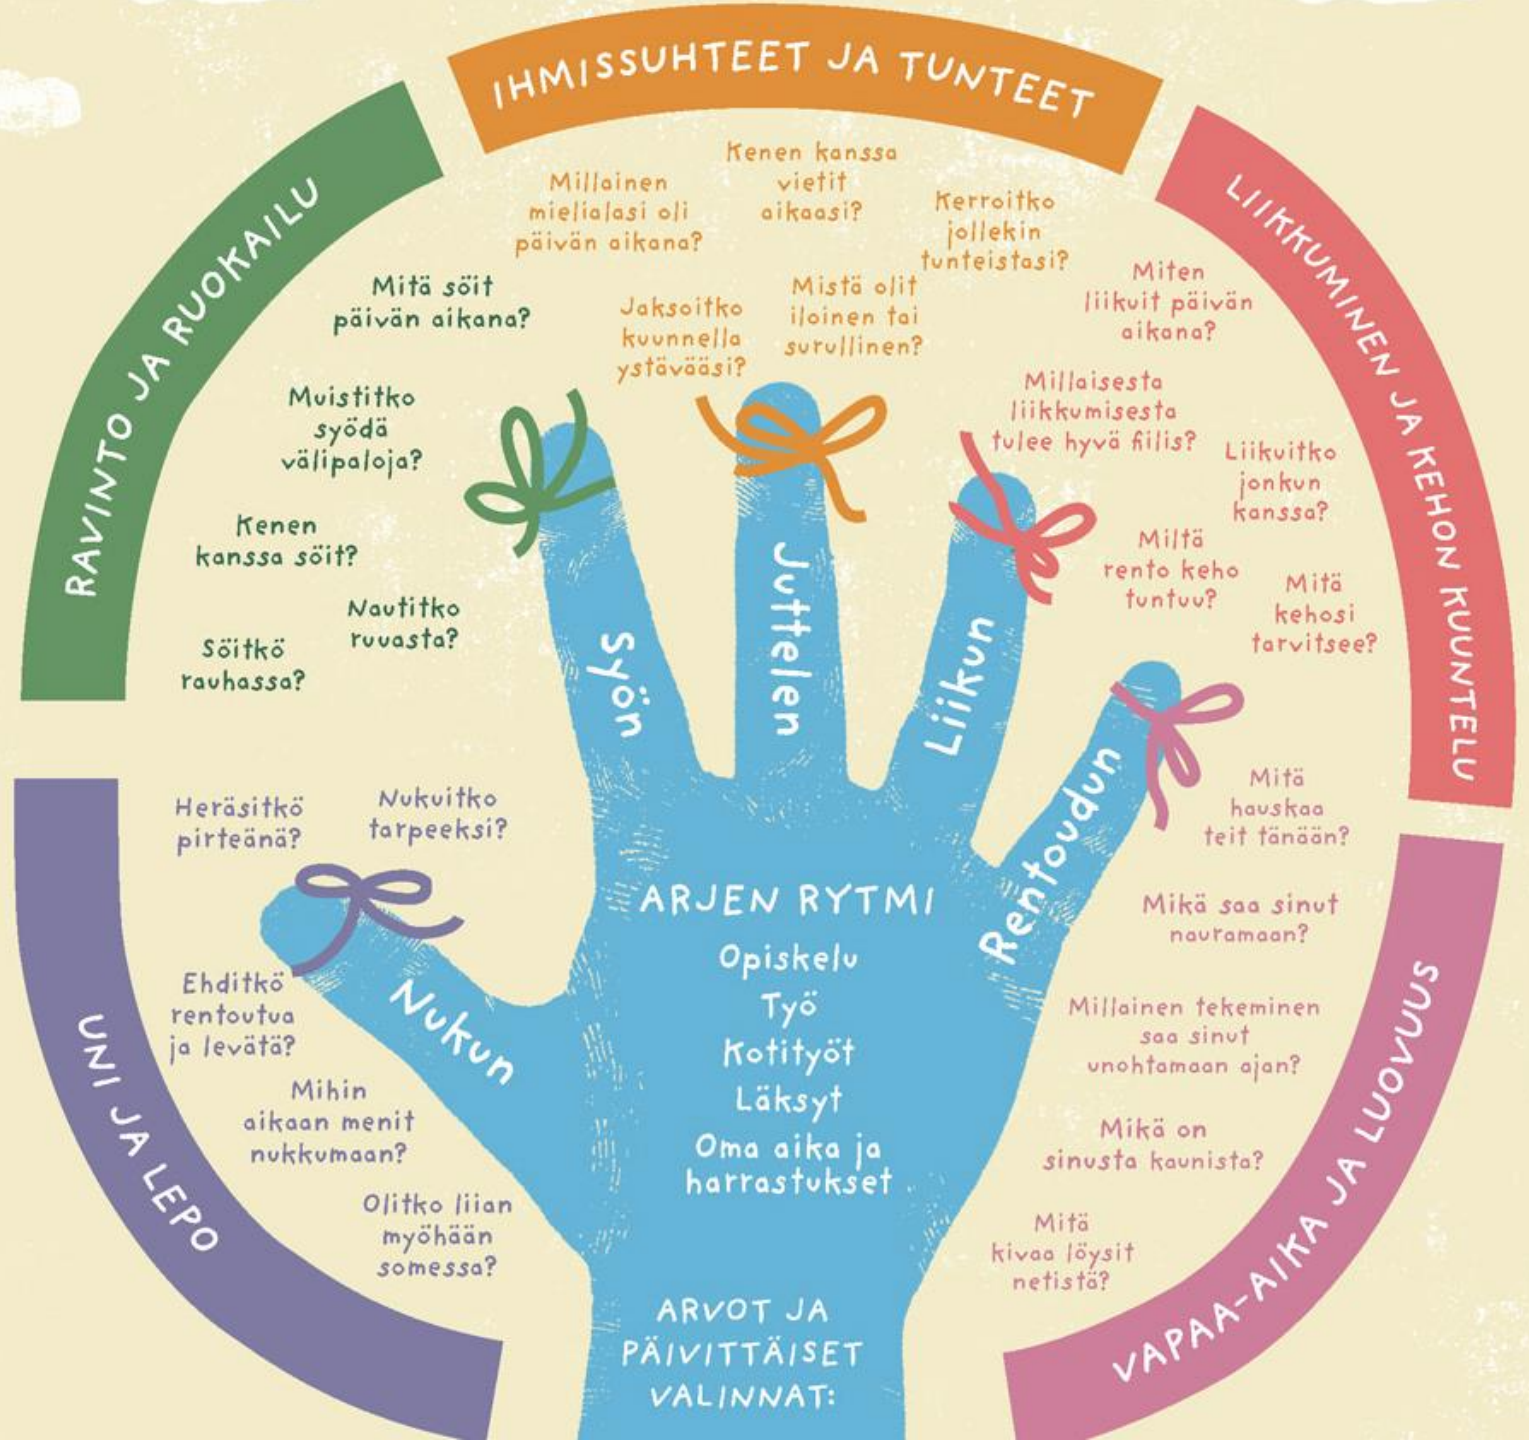 IHMISSUHTEET JA TUNTEET
Millainen
mielialasi oli
päivän aikana?
Kenen kanssa
vietit
aikaasi?
Kerroitko
jollekin
tunteistasi?
Jaksoitko
kuunnella
ystävääsi?
Mistä olit
iloinen tai
surullinen?
RAVINTO JA RUOKAILU
Mitä söit
päivän aikana?
Muistitko
syödä
välipaloja?
Kenen
kanssa söit?
Nautitko
ruuasta?
Söitkö
rauhassa?
LIIKKUMINEN JA KEHON KUUNTELU
Miten
liikuit päivän
aikana?
Millaisesta
liikkumisesta
tulee hyvä fiilis?
Liikuitko
jonkun
kanssa?
Miltä
rento keho
tuntuu?
Mitä
kehosi
tarvitsee?
Syön
Juttelen
Liikun
Rentoudun
Nukun
UNI JA LEPO
Heräsitkö
pirteänä?
Nukuitko
tarpeeksi?
Ehditkö
rentoutua
ja levätä?
Mihin
aikaan menit
nukkumaan?
Olitko liian
myöhään
somessa?
ARJEN RYTMI
Opiskelu
Työ
Kotityöt
Läksyt
Oma aika ja
harrastukset
ARVOT JA
PÄIVITTÄISET
VALINNAT:
VAPAA-AIKA JA LUOVUUS
Mitä
hauskaa
teit tänään?
Mikä saa sinut
nauramaan?
Millainen tekeminen
saa sinut
unohtamaan ajan?
Mikä on
sinusta kaunista?
Mitä
kivaa löysit
netistä?